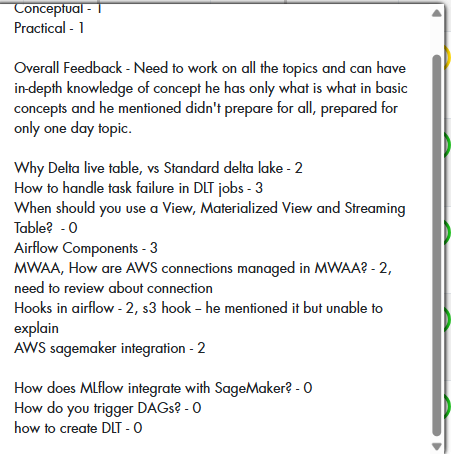 Conceptual - 1
Practical - 1
Overall Feedback - Need to work on all the topics and can have
in-depth knowledge of concept he has only what is what in basic
concepts and he mentioned didn't prepare for all, prepared for
only one day topic.
Why Delta live table, vs Standard delta lake - 2
How to handle task failure in DLT jobs - 3
When should you use a View, Materialized View and Streaming
Table?  - 0
Airflow Components - 3
MWAA, How are AWS connections managed in MWAA? - 2,
need to review about connection
Hooks in airflow - 2, s3 hook – he mentioned it but unable to
explain
AWS sagemaker integration - 2
How does MLflow integrate with SageMaker? - 0
How do you trigger DAGs? - 0
how to create DLT - 0